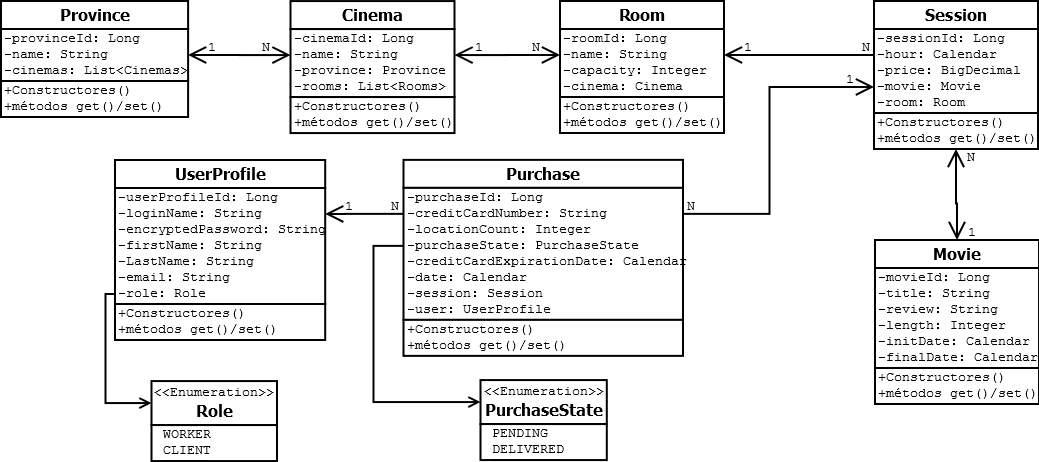 Province
-provinceId: Long
-name: String
-cinemas: List<Cinemas>
+Constructores()
+métodos get()/set()
1
N
Cinema
-cinemaId: Long
-name: String
-province: Province
-rooms: List<Rooms>
+Constructores()
+métodos get()/set()
1
N
Room
-roomId: Long
-name: String
-capacity: Integer
-cinema: Cinema
+Constructores()
+métodos get()/set()
1
N
Session
-sessionId: Long
-hour: Calendar
-price: BigDecimal
-movie: Movie
-room: Room
+Constructores()
+métodos get()/set()
1
N
1
UserProfile
-userProfileId: Long
-loginName: String
-encryptedPassword: String
-firstName: String
-LastName: String
-email: String
-role: Role
+Constructores()
+métodos get()/set()
1
N
Purchase
-purchaseId: Long
-creditCardNumber: String
-locationCount: Integer
-purchaseState: PurchaseState
-creditCardExpirationDate: Calendar
-date: Calendar
-session: Session
-user: UserProfile
+Constructores()
+métodos get()/set()
N
Movie
-movieId: Long
-title: String
-review: String
-length: Integer
-initDate: Calendar
-finalDate: Calendar
+Constructores()
+métodos get()/set()
<<Enumeration>>
Role
WORKER
CLIENT
<<Enumeration>>
PurchaseState
PENDING
DELIVERED